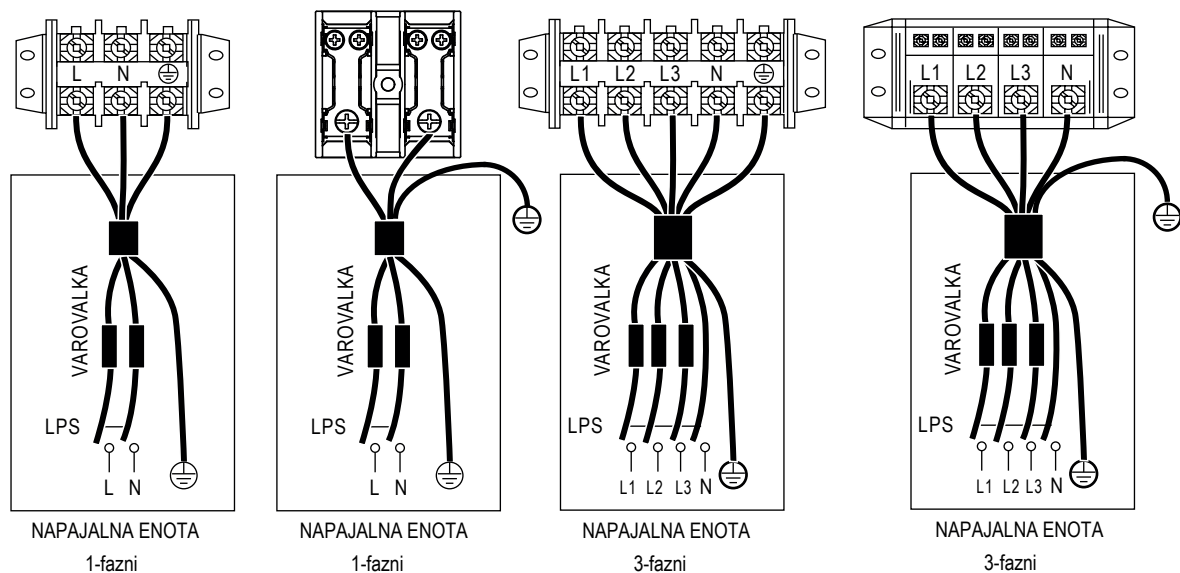 L N
VAROVALKA
LPS
L N
NAPAJALNA ENOTA
1-fazni
VAROVALKA
LPS
L N
NAPAJALNA ENOTA
1-fazni
L1 L2 L3 N
VAROVALKA
LPS
L1 L2 L3 N
NAPAJALNA ENOTA
3-fazni
L1 L2 L3 N
VAROVALKA
LPS
L1 L2 L3 N
NAPAJALNA ENOTA
3-fazni